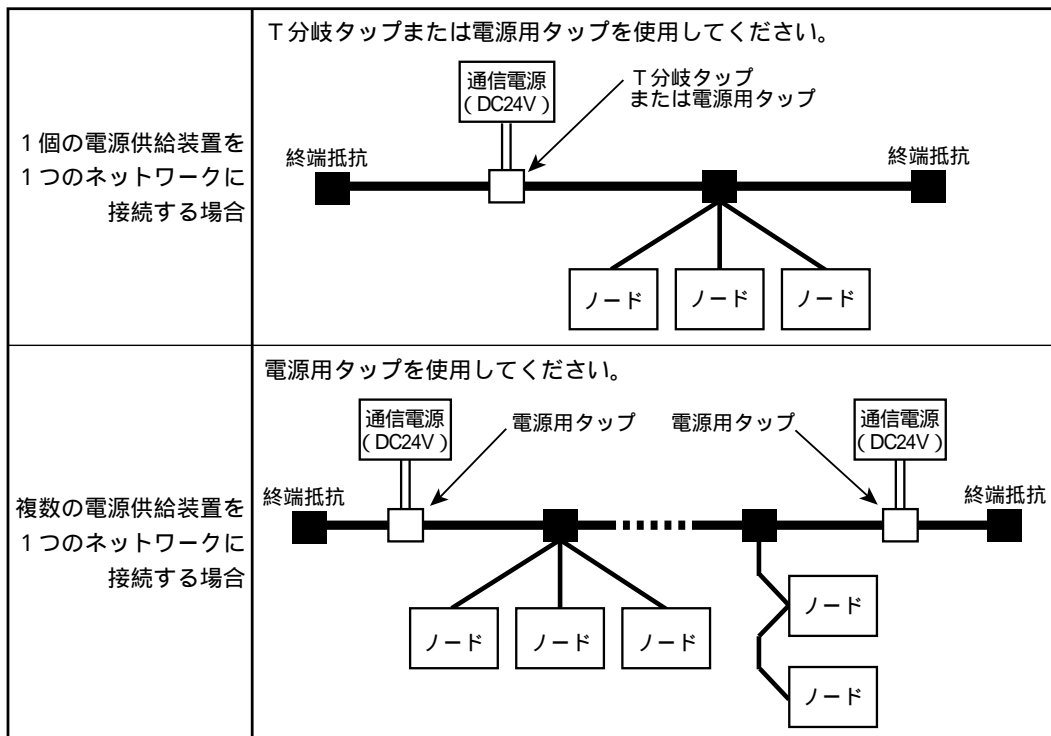 1個の電源供給装置を
1つのネットワークに
接続する場合
T分岐タップまたは電源用タップを使用してください。
通信電源
(DC24V)
T分岐タップ
または電源用タップ
終端抵抗
終端抵抗
ノード
ノード
ノード
複数の電源供給装置を
1つのネットワークに
接続する場合
電源用タップを使用してください。
通信電源
(DC24V)
電源用タップ
電源用タップ
通信電源
(DC24V)
終端抵抗
終端抵抗
ノード
ノード
ノード
ノード
ノード